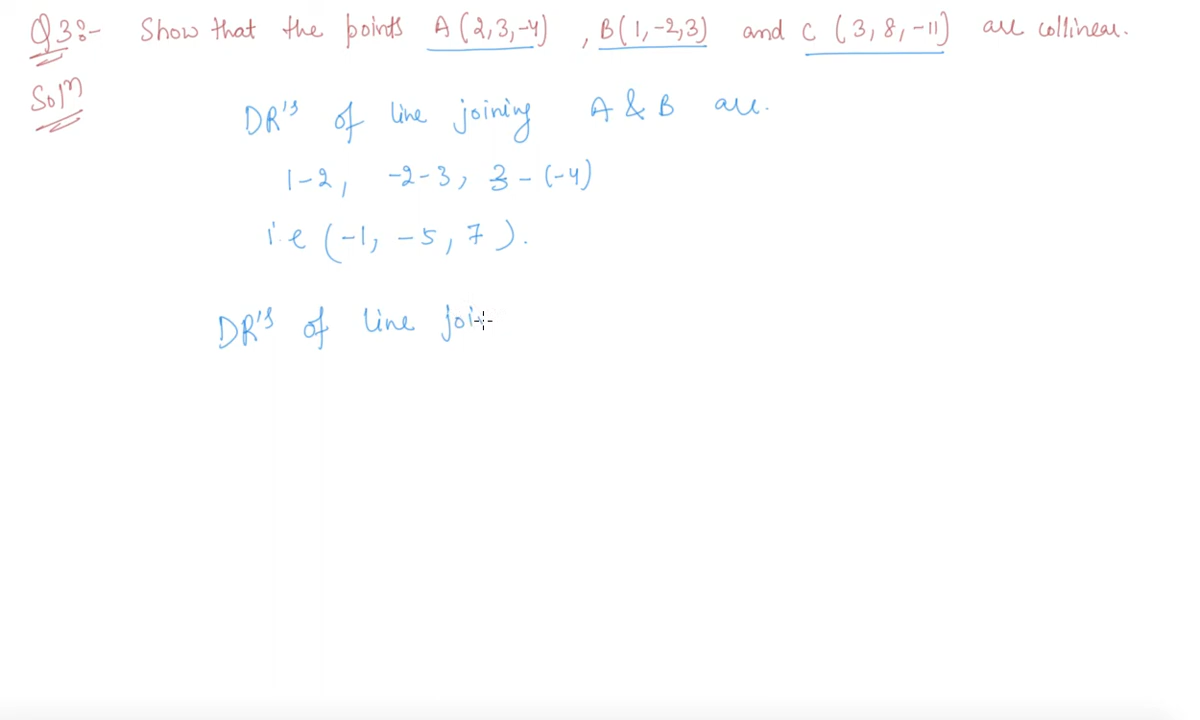 Q3:- Show that the points A(2,3,-4), B(1,-2,3) and C (3,8,-11) are collinear.
Soln
DR's of line joining A & B are.
1-2, -2-3, 3-(-4)
i.e (-1, -5, 7).
DR's of line joi